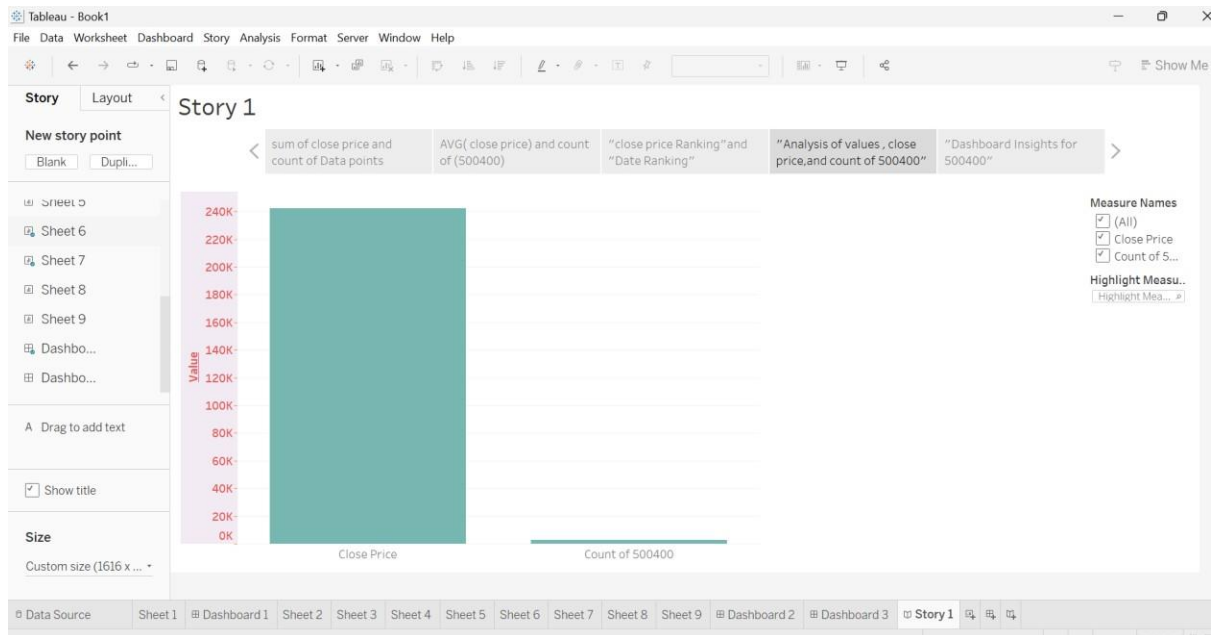 Tableau - Book1
File Data Worksheet Dashboard Story Analysis Format Server Window Help
Show Me
Story Layout
New story point
Blank Dupli...
Sheet 5
Sheet 6
Sheet 7
Sheet 8
Sheet 9
Dashbo...
Dashbo...
A Drag to add text
Show title
Size
Custom size (1616 x ...
Story 1
sum of close price and
count of Data points
AVG( close price) and count
of (500400)
"close price Ranking"and
"Date Ranking"
"Analysis of values , close
price,and count of 500400"
"Dashboard Insights for
500400"
Value
240K
220K
200K
180K
160K
140K
120K
100K
80K
60K
40K
20K
0K
Close Price
Count of 500400
Measure Names
(All)
Close Price
Count of 5...
Highlight Measu..
Highlight Mea...
Data Source Sheet 1 Dashboard 1 Sheet 2 Sheet 3 Sheet 4 Sheet 5 Sheet 6 Sheet 7 Sheet 8 Sheet 9 Dashboard 2 Dashboard 3 Story 1